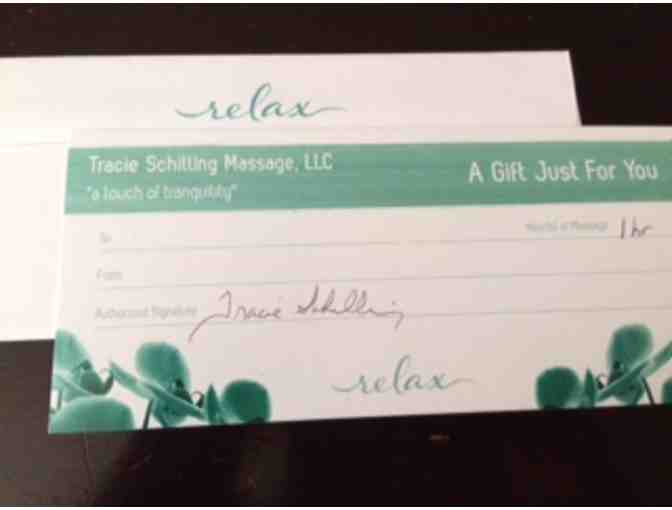 relax
Tracie Schilling Massage, LLC
A Gift Just For You
"a touch of tranquility"
To
Massage 1 hr
From
Authorized Signature Tracie Schilling
relax